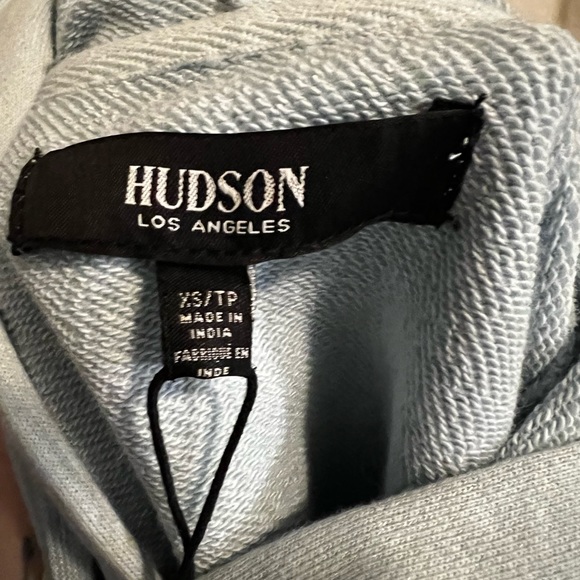 HUDSON
LOS ANGELES
XS/TP
MADE IN
INDIA
FABRIQUÉ EN
INDE